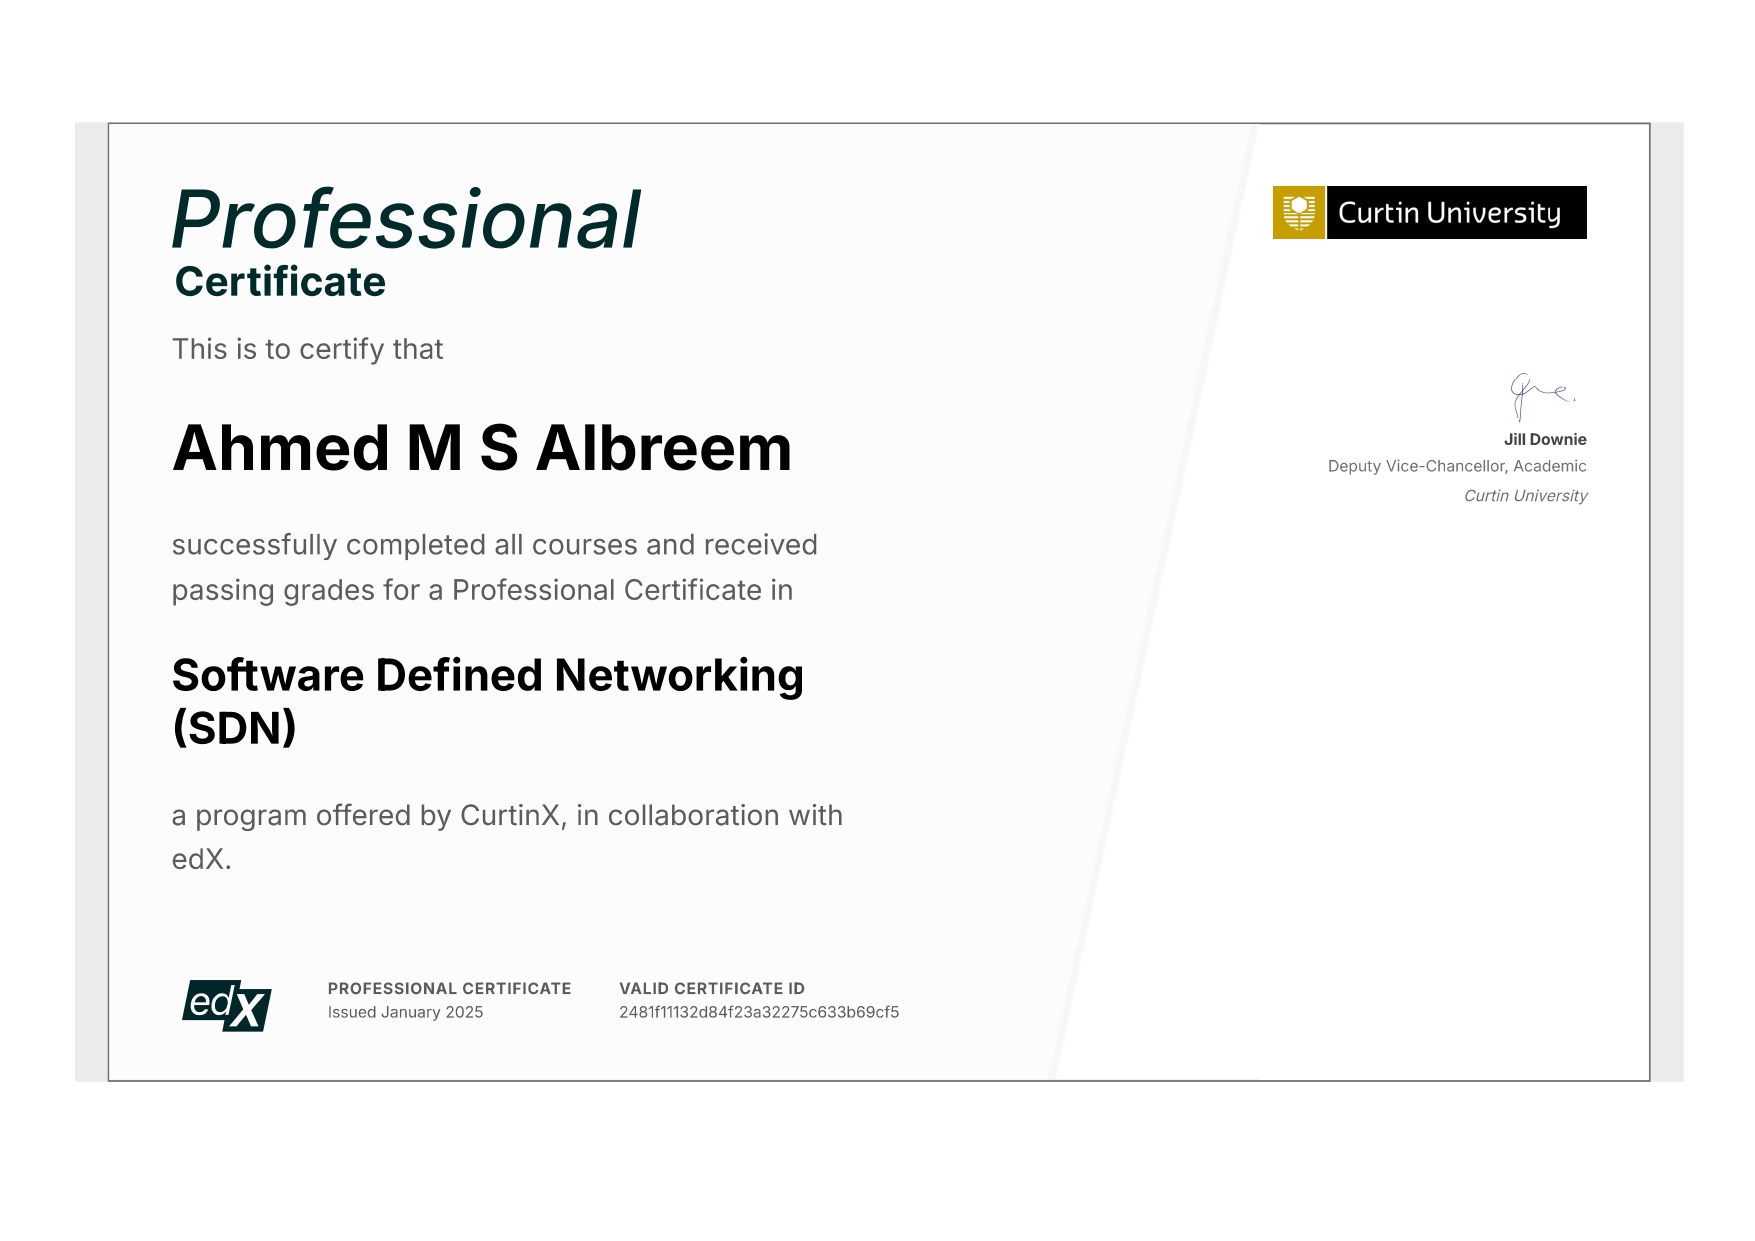 Professional
Certificate
Curtin University
This is to certify that
Ahmed M S Albreem
Jill Downie
Deputy Vice-Chancellor, Academic
Curtin University
successfully completed all courses and received
passing grades for a Professional Certificate in
Software Defined Networking
(SDN)
a program offered by CurtinX, in collaboration with
edX.
edX
PROFESSIONAL CERTIFICATE
Issued January 2025
VALID CERTIFICATE ID
2481f11132d84f23a32275c633b69cf5